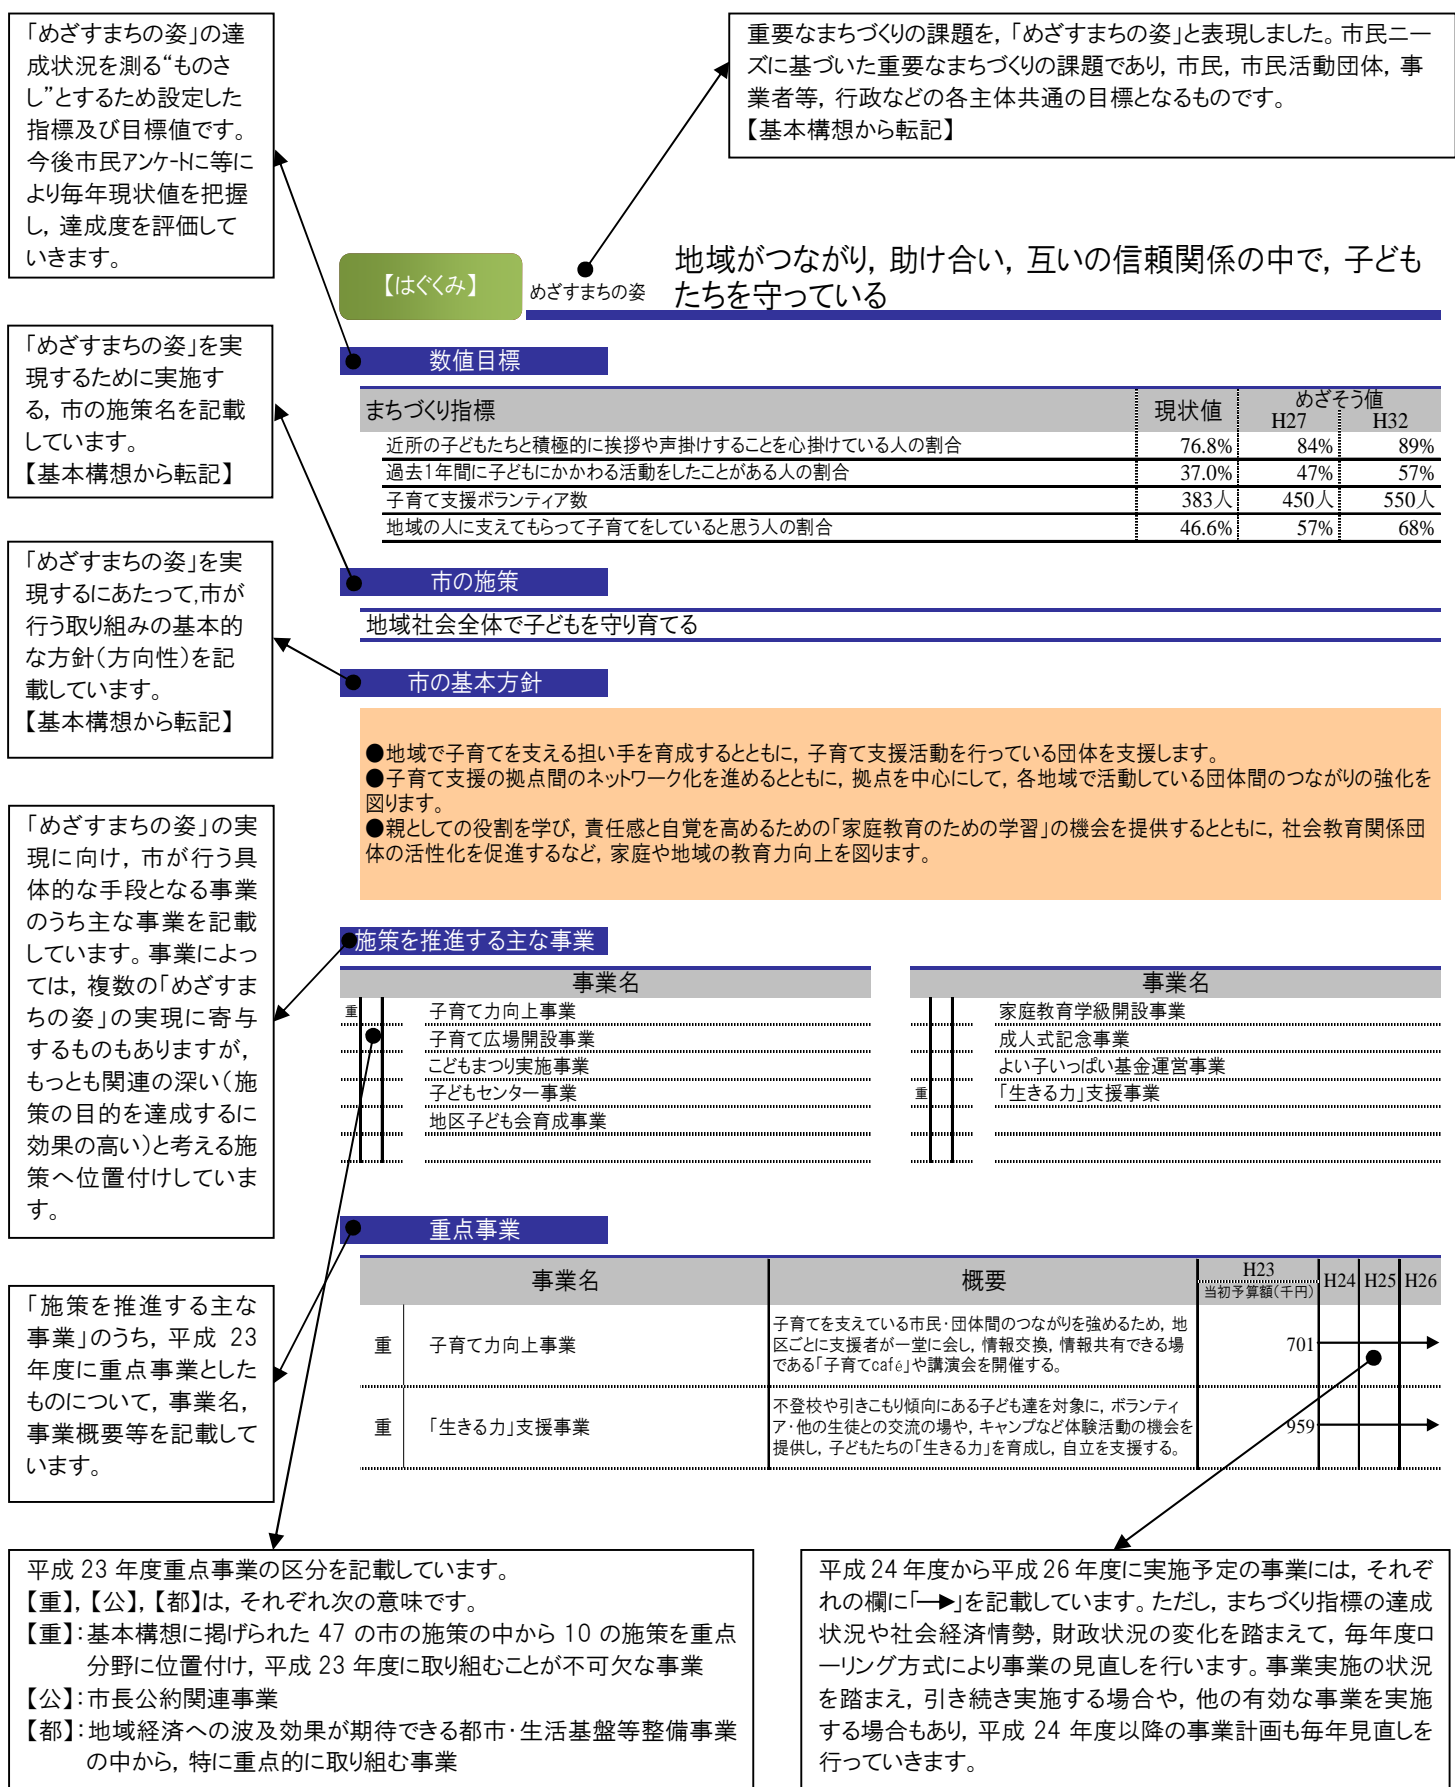 「めざすまちの姿」の達
成状況を測る“ものさ
し”とするため設定した
指標及び目標値です。
今後市民アンケートに等に
より毎年現状値を把握
し，達成度を評価して
いきます。
重要なまちづくりの課題を，「めざすまちの姿」と表現しました。市民ニー
ズに基づいた重要なまちづくりの課題であり，市民，市民活動団体，事
業者等，行政などの各主体共通の目標となるものです。
【基本構想から転記】
【はぐくみ】
めざすまちの姿
地域がつながり，助け合い，互いの信頼関係の中で，子ども
たちを守っている
「めざすまちの姿」を実
現するために実施す
る，市の施策名を記載
しています。
【基本構想から転記】
数値目標
まちづくり指標 現状値 めざそう値
H27 H32
近所の子どもたちと積極的に挨拶や声掛けすることを心掛けている人の割合 76.8% 84% 89%
過去1年間に子どもにかかわる活動をしたことがある人の割合 37.0% 47% 57%
子育て支援ボランティア数 383人 450人 550人
地域の人に支えてもらって子育てをしていると思う人の割合 46.6% 57% 68%
「めざすまちの姿」を実
現するにあたって,市が
行う取り組みの基本的
な方針（方向性）を記
載しています。
【基本構想から転記】
市の施策
地域社会全体で子どもを守り育てる
市の基本方針
●地域で子育てを支える担い手を育成するとともに，子育て支援活動を行っている団体を支援します。
●子育て支援の拠点間のネットワーク化を進めるとともに，拠点を中心にして，各地域で活動している団体間のつながりの強化を
図ります。
●親としての役割を学び，責任感と自覚を高めるための「家庭教育のための学習」の機会を提供するとともに，社会教育関係団
体の活性化を促進するなど，家庭や地域の教育力向上を図ります。
「めざすまちの姿」の実
現に向け，市が行う具
体的な手段となる事業
のうち主な事業を記載
しています。事業によっ
ては，複数の「めざすま
ちの姿」の実現に寄与
するものもありますが，
もっとも関連の深い（施
策の目的を達成するに
効果の高い）と考える施
策へ位置付けしていま
す。
施策を推進する主な事業
事業名
重 子育て力向上事業
子育て広場開設事業
こどもまつり実施事業
子どもセンター事業
地区子ども会育成事業
事業名
家庭教育学級開設事業
成人式記念事業
よい子いっぱい基金運営事業
重 「生きる力」支援事業
「施策を推進する主な
事業」のうち，平成 23
年度に重点事業とした
ものについて，事業名，
事業概要等を記載して
います。
重点事業
事業名 概要 H23 H24 H25 H26
当初予算額（千円）
重 子育て力向上事業
子育てを支えている市民・団体間のつながりを強めるため，地
区ごとに支援者が一堂に会し，情報交換，情報共有できる場
である「子育てcafé」や講演会を開催する。
701
重 「生きる力」支援事業
不登校や引きこもり傾向にある子ども達を対象に，ボランティ
ア・他の生徒との交流の場や，キャンプなど体験活動の機会を
提供し，子どもたちの「生きる力」を育成し，自立を支援する。
959
平成 23 年度重点事業の区分を記載しています。
【重】，【公】，【都】は，それぞれ次の意味です。
【重】：基本構想に掲げられた 47 の市の施策の中から 10 の施策を重点
分野に位置付け，平成 23 年度に取り組むことが不可欠な事業
【公】：市長公約関連事業
【都】：地域経済への波及効果が期待できる都市・生活基盤等整備事業
の中から，特に重点的に取り組む事業
平成 24 年度から平成 26 年度に実施予定の事業には，それぞ
れの欄に「→」を記載しています。ただし，まちづくり指標の達成
状況や社会経済情勢，財政状況の変化を踏まえて，毎年度ロ
ーリング方式により事業の見直しを行います。事業実施の状況
を踏まえ，引き続き実施する場合や，他の有効な事業を実施
する場合もあり，平成 24 年度以降の事業計画も毎年見直しを
行っていきます。